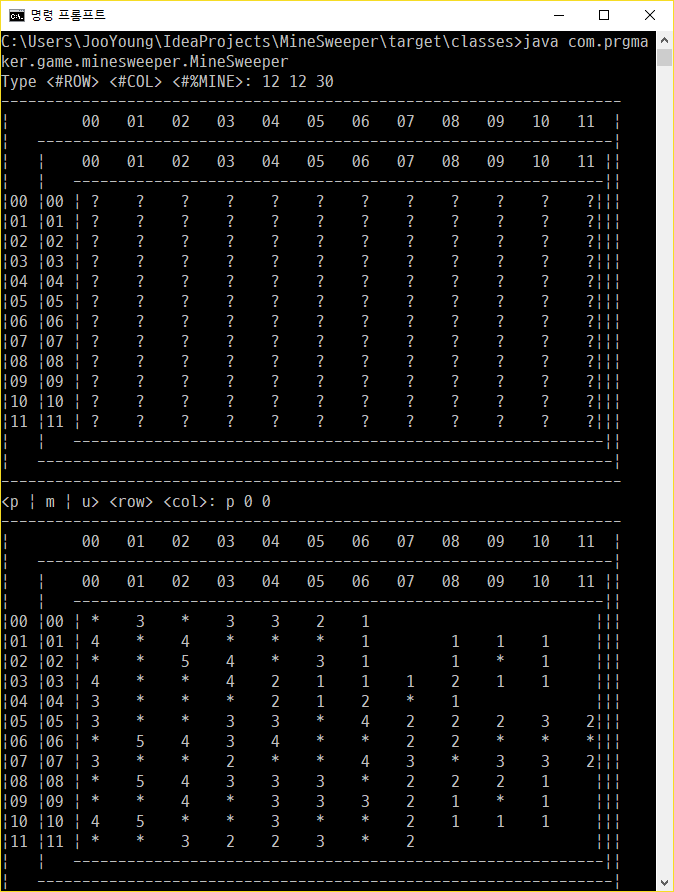 명령 프롬프트
C:\Users\JooYoung\IdeaProjects\MineSweeper\target\classes>java com.prgma
ker.game.minesweeper.MineSweeper
Type <#ROW> <#COL> <#%MINE>: 12 12 30
---------------------------------------------------------------------
¦        00   01   02   03   04   05   06   07   08   09   10   11  ¦
¦   ----------------------------------------------------------------¦
¦   ¦    00   01   02   03   04   05   06   07   08   09   10   11 ¦¦
¦   ¦   -----------------------------------------------------------¦¦
¦00 ¦00 ¦ ?    ?    ?    ?    ?    ?    ?    ?    ?    ?    ?    ?¦¦¦
¦01 ¦01 ¦ ?    ?    ?    ?    ?    ?    ?    ?    ?    ?    ?    ?¦¦¦
¦02 ¦02 ¦ ?    ?    ?    ?    ?    ?    ?    ?    ?    ?    ?    ?¦¦¦
¦03 ¦03 ¦ ?    ?    ?    ?    ?    ?    ?    ?    ?    ?    ?    ?¦¦¦
¦04 ¦04 ¦ ?    ?    ?    ?    ?    ?    ?    ?    ?    ?    ?    ?¦¦¦
¦05 ¦05 ¦ ?    ?    ?    ?    ?    ?    ?    ?    ?    ?    ?    ?¦¦¦
¦06 ¦06 ¦ ?    ?    ?    ?    ?    ?    ?    ?    ?    ?    ?    ?¦¦¦
¦07 ¦07 ¦ ?    ?    ?    ?    ?    ?    ?    ?    ?    ?    ?    ?¦¦¦
¦08 ¦08 ¦ ?    ?    ?    ?    ?    ?    ?    ?    ?    ?    ?    ?¦¦¦
¦09 ¦09 ¦ ?    ?    ?    ?    ?    ?    ?    ?    ?    ?    ?    ?¦¦¦
¦10 ¦10 ¦ ?    ?    ?    ?    ?    ?    ?    ?    ?    ?    ?    ?¦¦¦
¦11 ¦11 ¦ ?    ?    ?    ?    ?    ?    ?    ?    ?    ?    ?    ?¦¦¦
¦   ¦   -----------------------------------------------------------¦¦
¦   ----------------------------------------------------------------¦
---------------------------------------------------------------------
<p ¦ m ¦ u> <row> <col>: p 0 0
---------------------------------------------------------------------
¦        00   01   02   03   04   05   06   07   08   09   10   11  ¦
¦   ----------------------------------------------------------------¦
¦   ¦    00   01   02   03   04   05   06   07   08   09   10   11 ¦¦
¦   ¦   -----------------------------------------------------------¦¦
¦00 ¦00 ¦ *    3    *    3    3    2    1                         ¦¦¦
¦01 ¦01 ¦ 4    *    4    *    *    *    1         1    1    1     ¦¦¦
¦02 ¦02 ¦ *    *    5    4    *    3    1         1    *    1     ¦¦¦
¦03 ¦03 ¦ 4    *    *    4    2    1    1    1    2    1    1     ¦¦¦
¦04 ¦04 ¦ 3    *    *    *    2    1    2    *    1               ¦¦¦
¦05 ¦05 ¦ 3    *    *    3    3    *    4    2    2    2    3    2¦¦¦
¦06 ¦06 ¦ *    5    4    3    4    *    *    2    2    *    *    *¦¦¦
¦07 ¦07 ¦ 3    *    *    2    *    *    4    3    *    3    3    2¦¦¦
¦08 ¦08 ¦ *    5    4    3    3    3    *    2    2    2    1     ¦¦¦
¦09 ¦09 ¦ *    *    4    *    3    3    3    2    1    *    1     ¦¦¦
¦10 ¦10 ¦ 4    5    *    *    3    *    *    2    1    1    1     ¦¦¦
¦11 ¦11 ¦ *    *    3    2    2    3    *    2                    ¦¦¦
¦   ¦   -----------------------------------------------------------¦¦
¦   ----------------------------------------------------------------¦